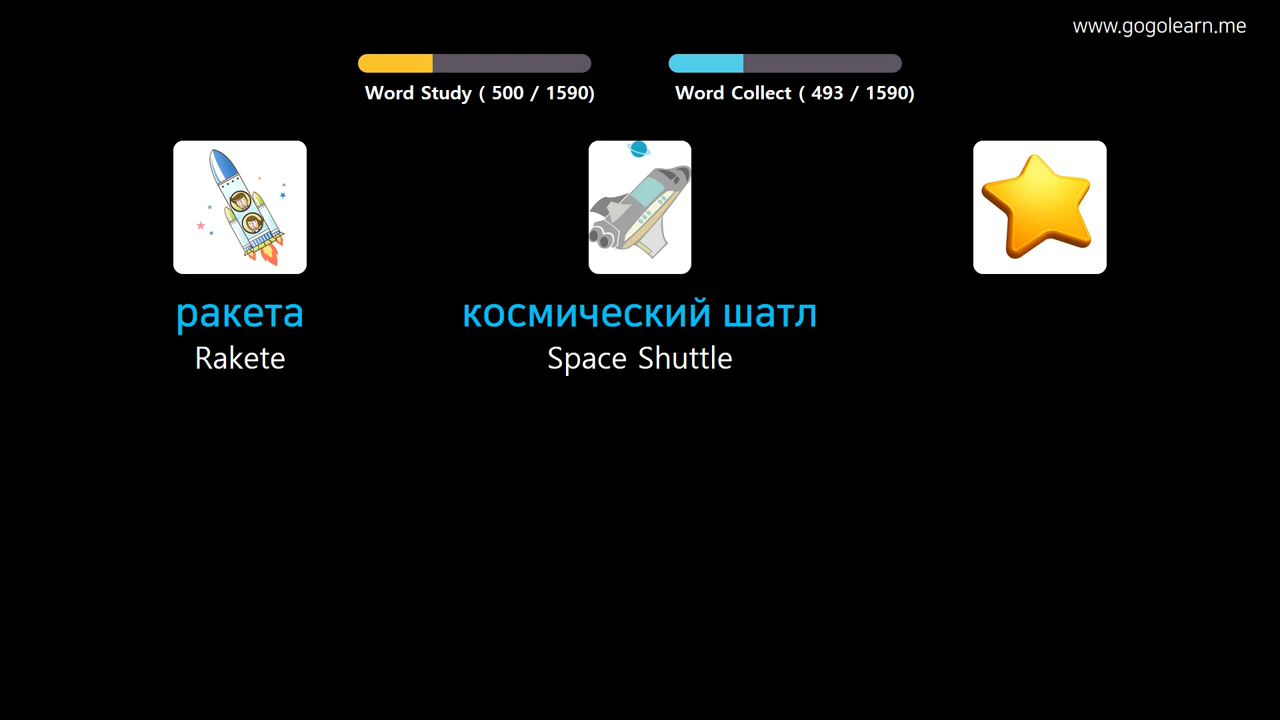 www.gogolearn.me
Word Study ( 500 / 1590)
Word Collect ( 493 / 1590)
ракета
Rakete
космический шатл
Space Shuttle